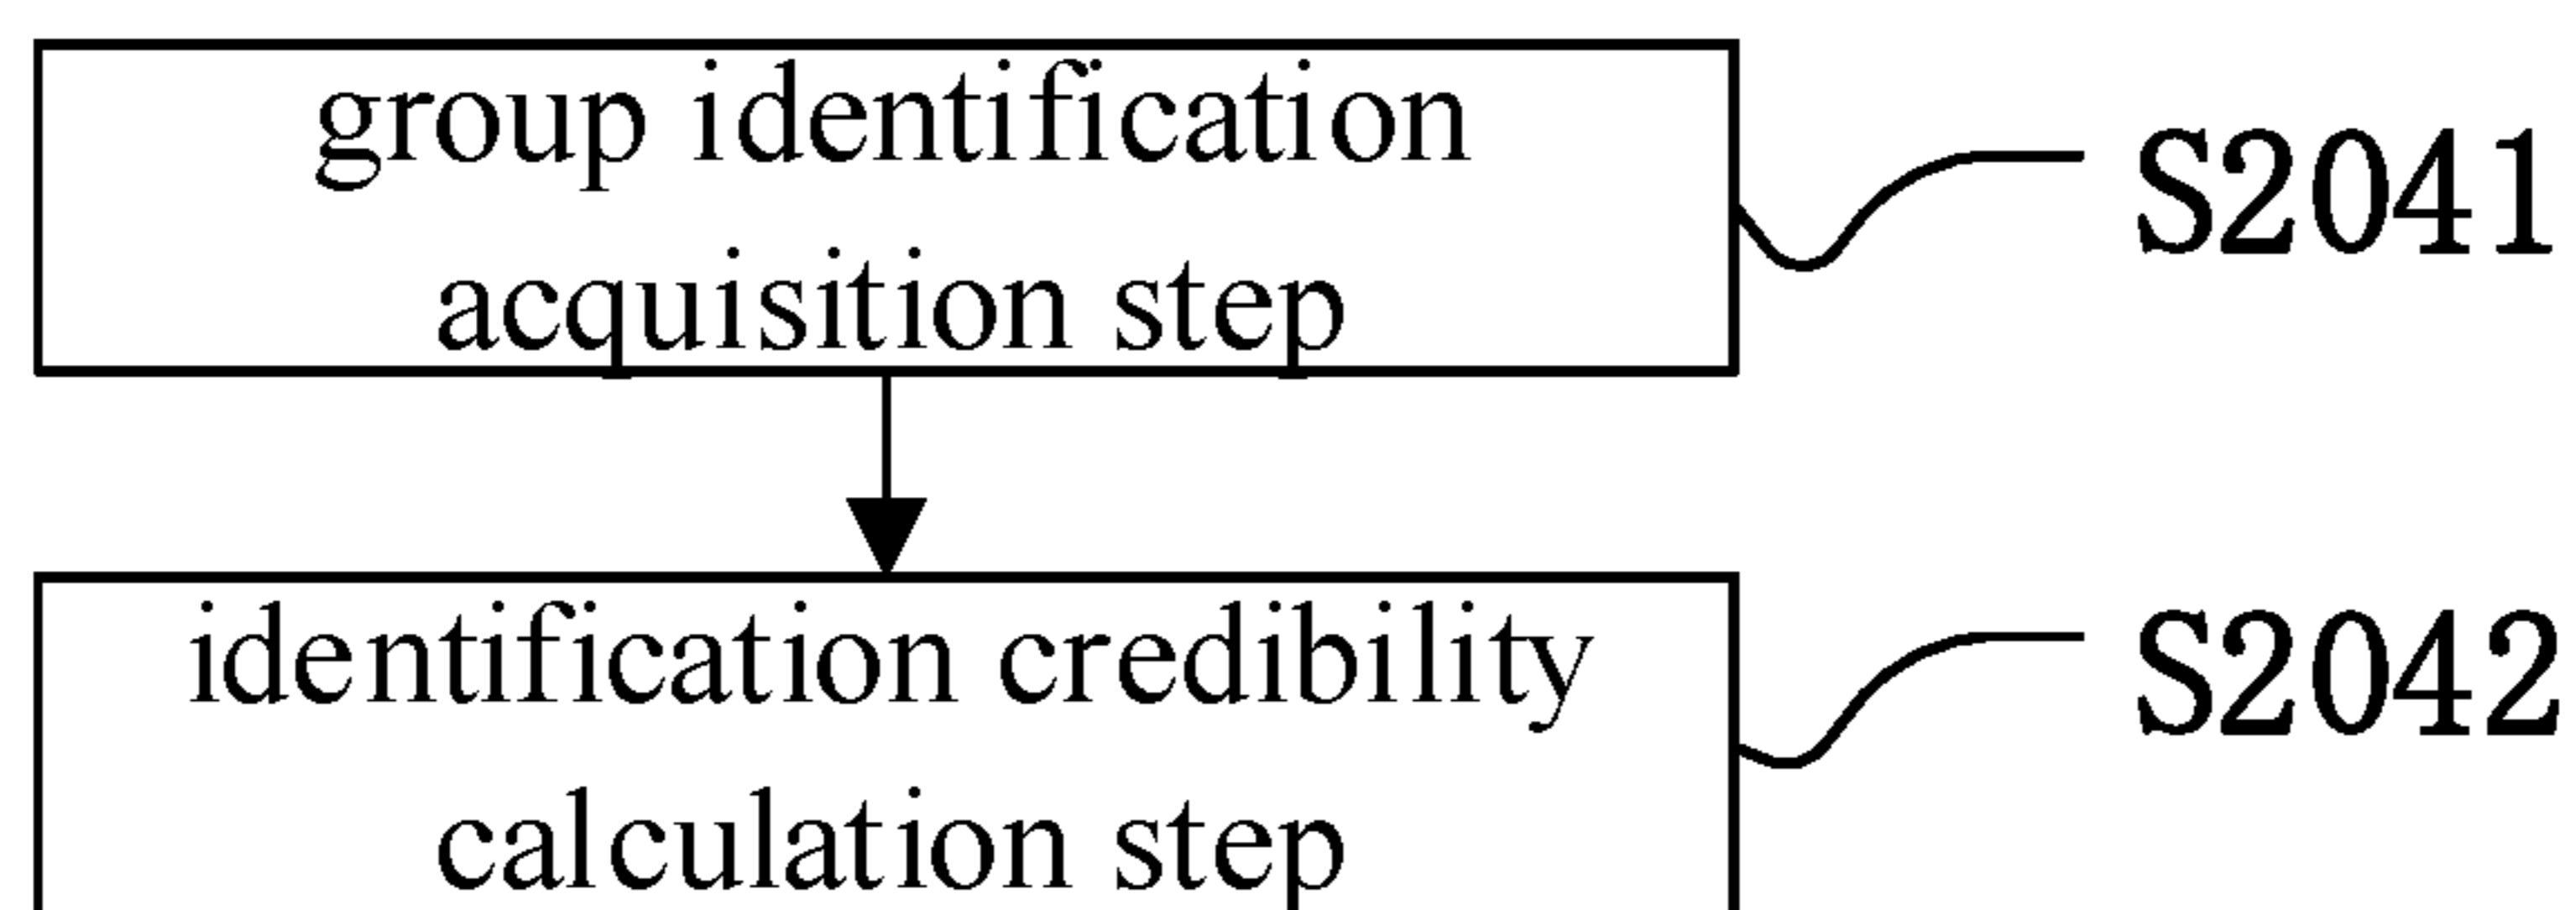 group identification
acquisition step
S2041
identification credibility
calculation step
S2042